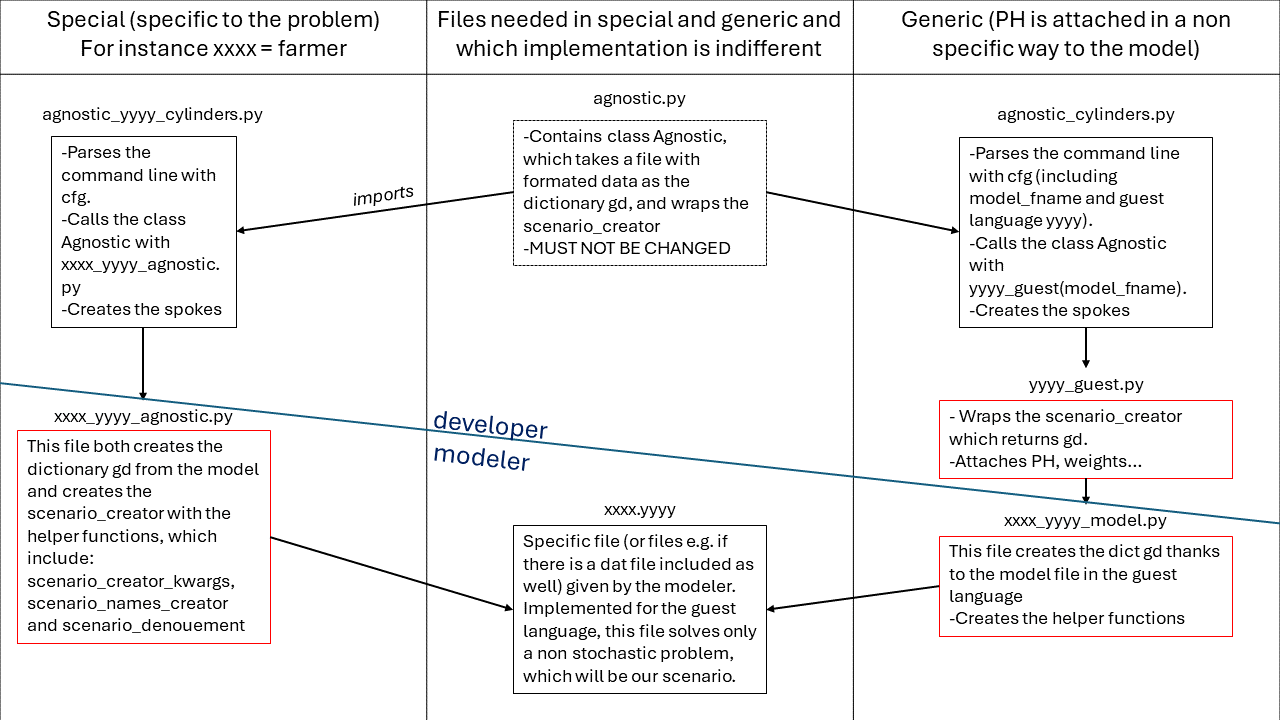 Special (specific to the problem)
For instance xxxx = farmer
Files needed in special and generic and
which implementation is indifferent
Generic (PH is attached in a non
specific way to the model)
agnostic_yyyy_cylinders.py
-Parses the
command line with
cfg.
-Calls the class
Agnostic with
xxxx_yyyy_agnostic.
py
-Creates the spokes
imports
agnostic.py
-Contains class Agnostic,
which takes a file with
formated data as the
dictionary gd, and wraps the
scenario_creator
-MUST NOT BE CHANGED
agnostic_cylinders.py
-Parses the command line
with cfg (including
model_fname and guest
language yyyy).
-Calls the class Agnostic
with
yyyy_guest(model_fname).
-Creates the spokes
yyyy_guest.py
- Wraps the scenario_creator
which returns gd.
-Attaches PH, weights...
developer
modeler
xxxx_yyyy_agnostic.py
This file both creates the
dictionary gd from the model
and creates the
scenario_creator with the
helper functions, which
include:
scenario_creator_kwargs,
scenario_names_creator
and scenario_denouement
xxxx.yyyy
Specific file (or files e.g. if
there is a dat file included as
well) given by the modeler.
Implemented for the guest
language, this file solves only
a non stochastic problem,
which will be our scenario.
xxxx_yyyy_model.py
This file creates the dict gd thanks
to the model file in the guest
language
-Creates the helper functions